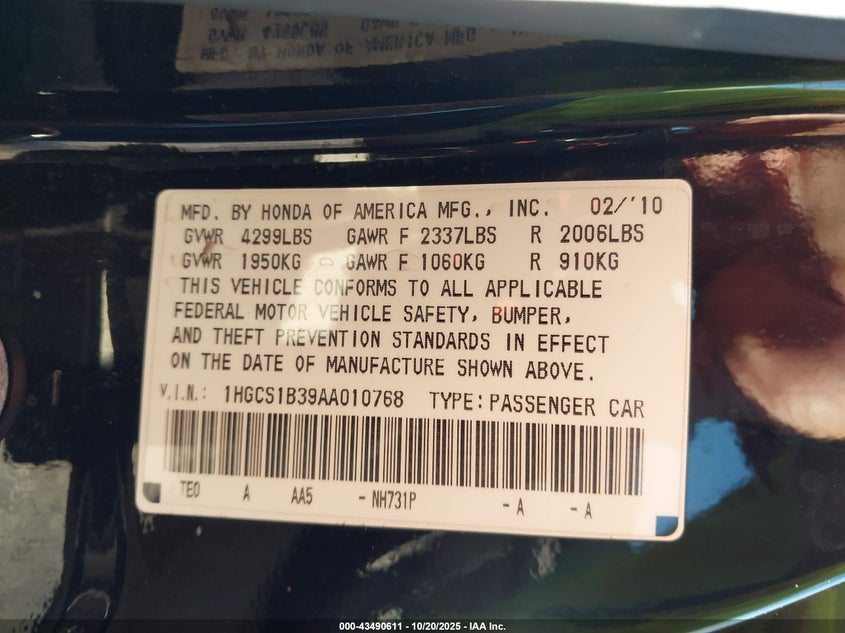 MFD. BY HONDA OF AMERICA MFG., INC. 02/'10
GVWR 4299LBS GAWR F 2337LBS R 2006LBS
GVWR 1950KG GAWR F 1060KG R 910KG
THIS VEHICLE CONFORMS TO ALL APPLICABLE
FEDERAL MOTOR VEHICLE SAFETY, BUMPER,
AND THEFT PREVENTION STANDARDS IN EFFECT
ON THE DATE OF MANUFACTURE SHOWN ABOVE.
V.I.N.: 1HGCS1B39AA010768 TYPE: PASSENGER CAR
TE0 A AA5 - NH731P - A - A
000-43490611 - 10/20/2025 - IAA Inc.